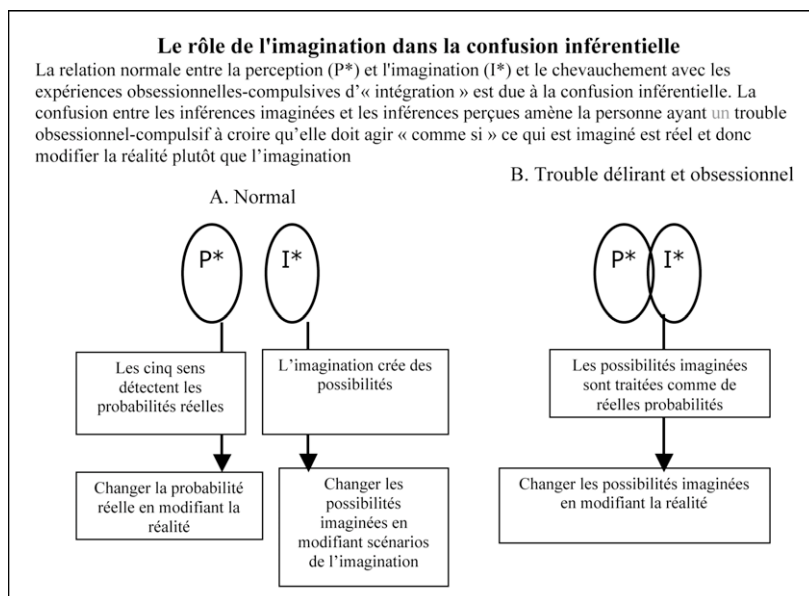 Le rôle de l'imagination dans la confusion inférentielle
La relation normale entre la perception (P*) et l'imagination (I*) et le chevauchement avec les
expériences obsessionnelles-compulsives d'« intégration » est due à la confusion inférentielle. La
confusion entre les inférences imaginées et les inférences perçues amène la personne ayant un trouble
obsessionnel-compulsif à croire qu'elle doit agir « comme si » ce qui est imaginé est réel et donc
modifier la réalité plutôt que l'imagination
A. Normal
P*
I*
Les cinq sens
détectent les
probabilités réelles
L'imagination crée des
possibilités
Changer la probabilité
réelle en modifiant la
réalité
Changer les
possibilités
imaginées en
modifiant scénarios
de l'imagination
B. Trouble délirant et obsessionnel
P*
I*
Les possibilités imaginées
sont traitées comme de
réelles probabilités
Changer les possibilités imaginées
en modifiant la réalité